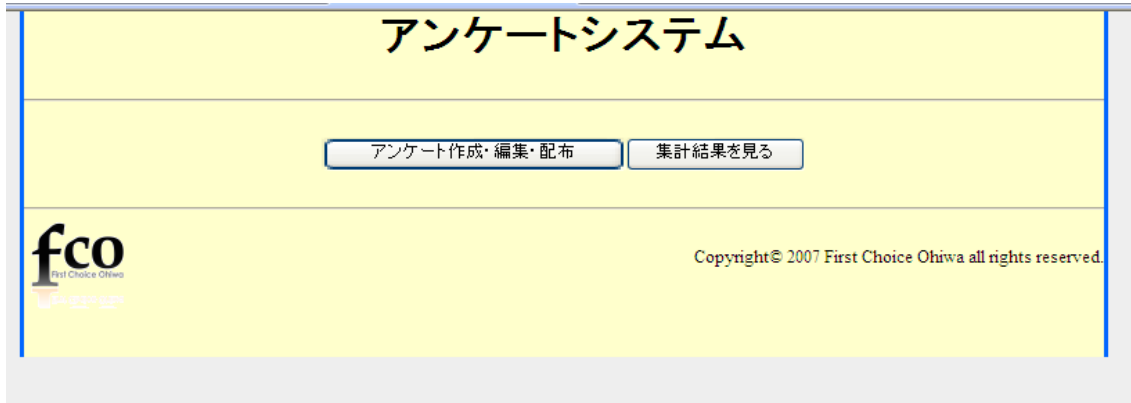 アンケートシステム
アンケート作成・編集・配布 集計結果を見る
fco
First Choice Ohiwa
Copyright© 2007 First Choice Ohiwa all rights reserved.